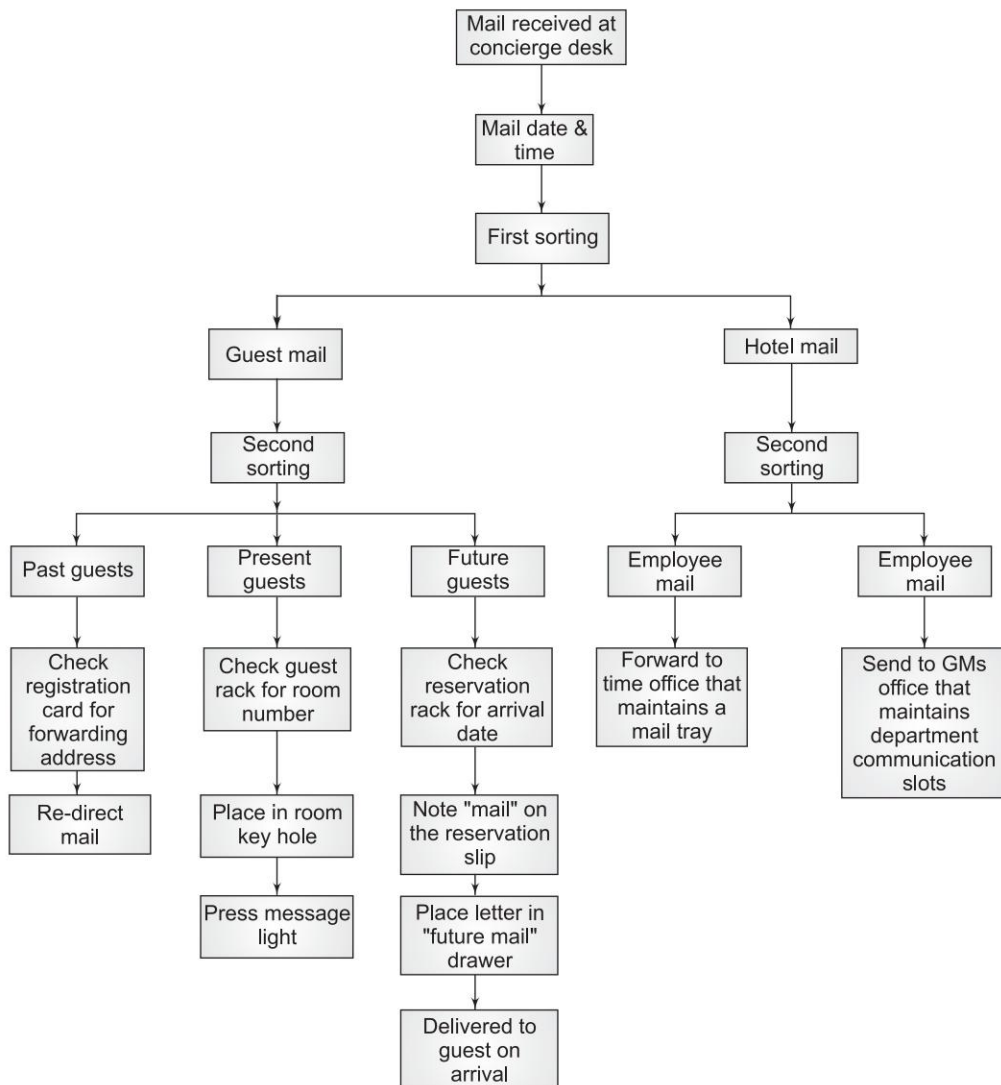 Mail received at
concierge desk
Mail date &
time
First sorting
Guest mail
Hotel mail
Second
sorting
Second
sorting
Past guests
Present
guests
Future
guests
Employee
mail
Employee
mail
Check
registration
card for
forwarding
address
Check guest
rack for room
number
Check
reservation
rack for arrival
date
Forward to
time office that
maintains a
mail tray
Send to GMs
office that
maintains
department
communication
slots
Re-direct
mail
Place in room
key hole
Note "mail" on
the reservation
slip
Press message
light
Place letter in
"future mail"
drawer
Delivered to
guest on
arrival